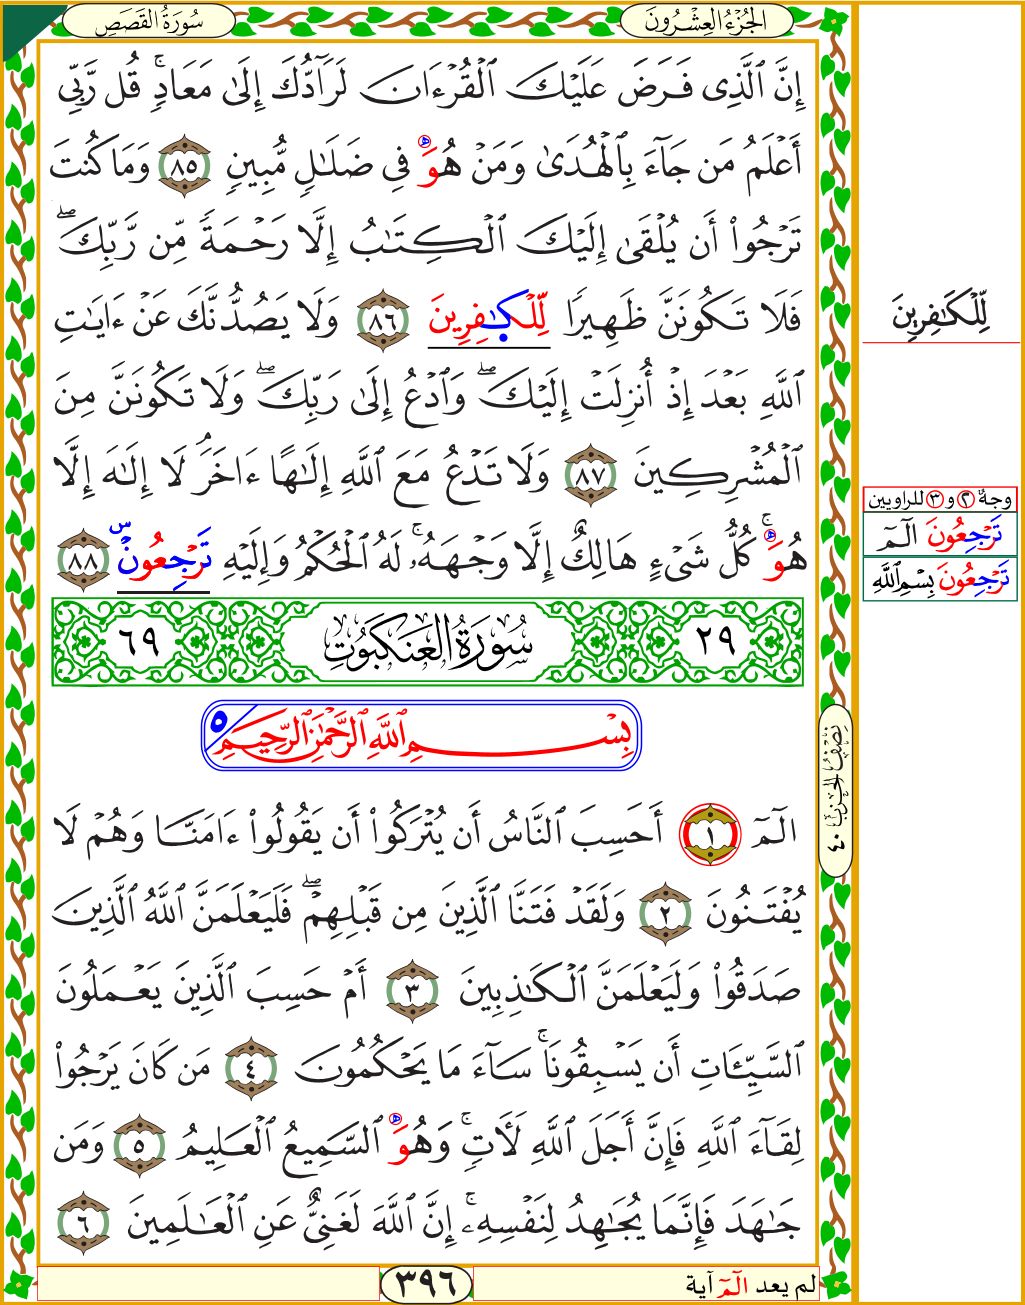 الجُزْءُ العِشْرُونَ
سُورَةُ القَصَصِ
إِنَّ ٱلَّذِى فَرَضَ عَلَيْكَ ٱلْقُرْءَانَ لَرَآدُّكَ إِلَىٰ مَعَادٍۚ قُل رَّبِّى
أَعْلَمُ مَن جَآءَ بِٱلْهُدَىٰ وَمَنْ هُوَ فِى ضَلَٰلٍ مُّبِينٍ ٨٥ وَمَا كُنتَ
تَرْجُوٓا۟ أَن يُلْقَىٰ إِلَيْكَ ٱلْكِتَٰبُ إِلَّا رَحْمَةً مِّن رَّبِّكَۖ
فَلَا تَكُونَنَّ ظَهِيرًا لِّلْكَٰفِرِينَ ٨٦ وَلَا يَصُدُّنَّكَ عَنْ ءَايَٰتِ
لِّلْكَٰفِرِينَ
ٱللَّهِ بَعْدَ إِذْ أُنزِلَتْ إِلَيْكَۖ وَٱدْعُ إِلَىٰ رَبِّكَۖ وَلَا تَكُونَنَّ مِنَ
ٱلْمُشْرِكِينَ ٨٧ وَلَا تَدْعُ مَعَ ٱللَّهِ إِلَٰهًا ءَاخَرَۘ لَآ إِلَٰهَ إِلَّا
هُوَۚ كُلُّ شَىْءٍ هَالِكٌ إِلَّا وَجْهَهُۥۚ لَهُ ٱلْحُكْمُ وَإِلَيْهِ تَرْجِعُونَ ٨٨
وجهٌ ٢ و ٣ للراويين
تَرْجِعُونَ الٓمٓ
تَرْجِعُونَ بِسْمِ ٱللَّهِ
٢٩ سُورَةُ العَنكَبُوتِ ٦٩
بِسْمِ ٱللَّهِ ٱلرَّحْمَٰنِ ٱلرَّحِيمِ ٥
نِصْفُ الحِزْبِ ٤٠
الٓمٓ ١ أَحَسِبَ ٱلنَّاسُ أَن يُتْرَكُوٓا۟ أَن يَقُولُوٓا۟ ءَامَنَّا وَهُمْ لَا
يُفْتَنُونَ ٢ وَلَقَدْ فَتَنَّا ٱلَّذِينَ مِن قَبْلِهِمْۖ فَلَيَعْلَمَنَّ ٱللَّهُ ٱلَّذِينَ
صَدَقُوا۟ وَلَيَعْلَمَنَّ ٱلْكَٰذِبِينَ ٣ أَمْ حَسِبَ ٱلَّذِينَ يَعْمَلُونَ
ٱلسَّيِّـَٔاتِ أَن يَسْبِقُونَاۚ سَآءَ مَا يَحْكُمُونَ ٤ مَن كَانَ يَرْجُوا۟
لِقَآءَ ٱللَّهِ فَإِنَّ أَجَلَ ٱللَّهِ لَـَٔاتٍۚ وَهُوَ ٱلسَّمِيعُ ٱلْعَلِيمُ ٥ وَمَن
جَٰهَدَ فَإِنَّمَا يُجَٰهِدُ لِنَفْسِهِۦٓۚ إِنَّ ٱللَّهَ لَغَنِىٌّ عَنِ ٱلْعَٰلَمِينَ ٦
لم يعد الٓمٓ آية
٣٩٦